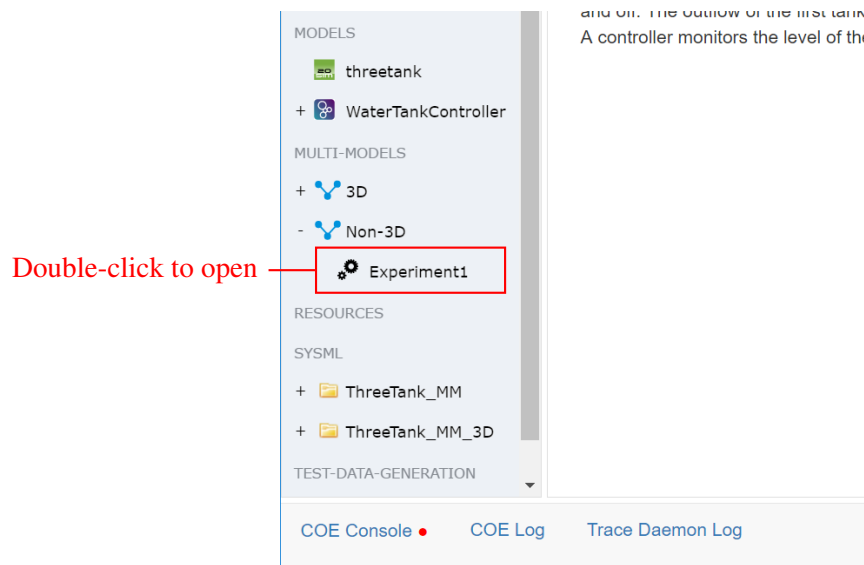 and off. The outflow of the first tank
MODELS
A controller monitors the level of the
threetank
+ WaterTankController
MULTI-MODELS
+ 3D
- Non-3D
Double-click to open
Experiment1
RESOURCES
SYSML
+ ThreeTank_MM
+ ThreeTank_MM_3D
TEST-DATA-GENERATION
COE Console COE Log Trace Daemon Log